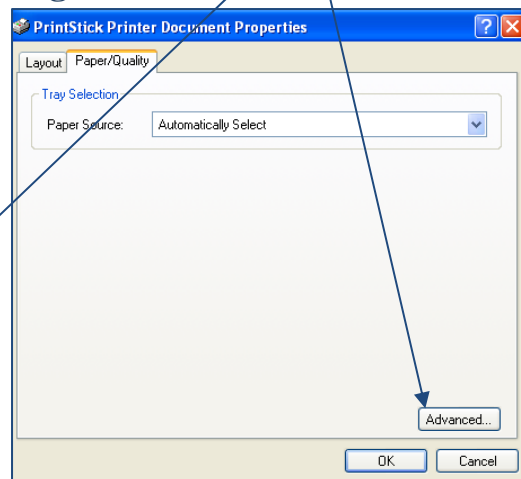 PrintStick Printer Document Properties
Layout Paper/Quality
Tray Selection
Paper Source: Automatically Select
Advanced...
OK Cancel